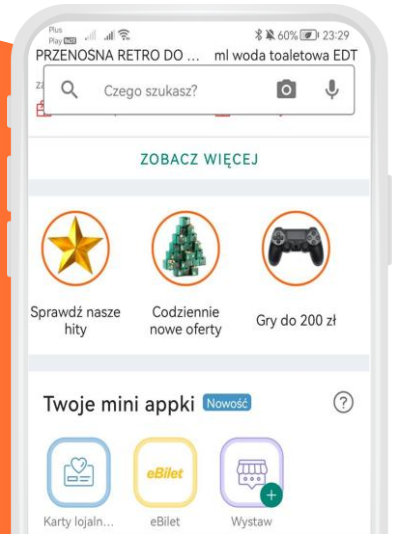 Plus
Play
60% 23:29
PRZENOSNA RETRO DO ... ml woda toaletowa EDT
Czego szukasz?
ZOBACZ WIĘCEJ
Sprawdź nasze
hity
Codziennie
nowe oferty
Gry do 200 zł
Twoje mini appki Nowość ?
eBilet
Karty lojaln... eBilet Wystaw